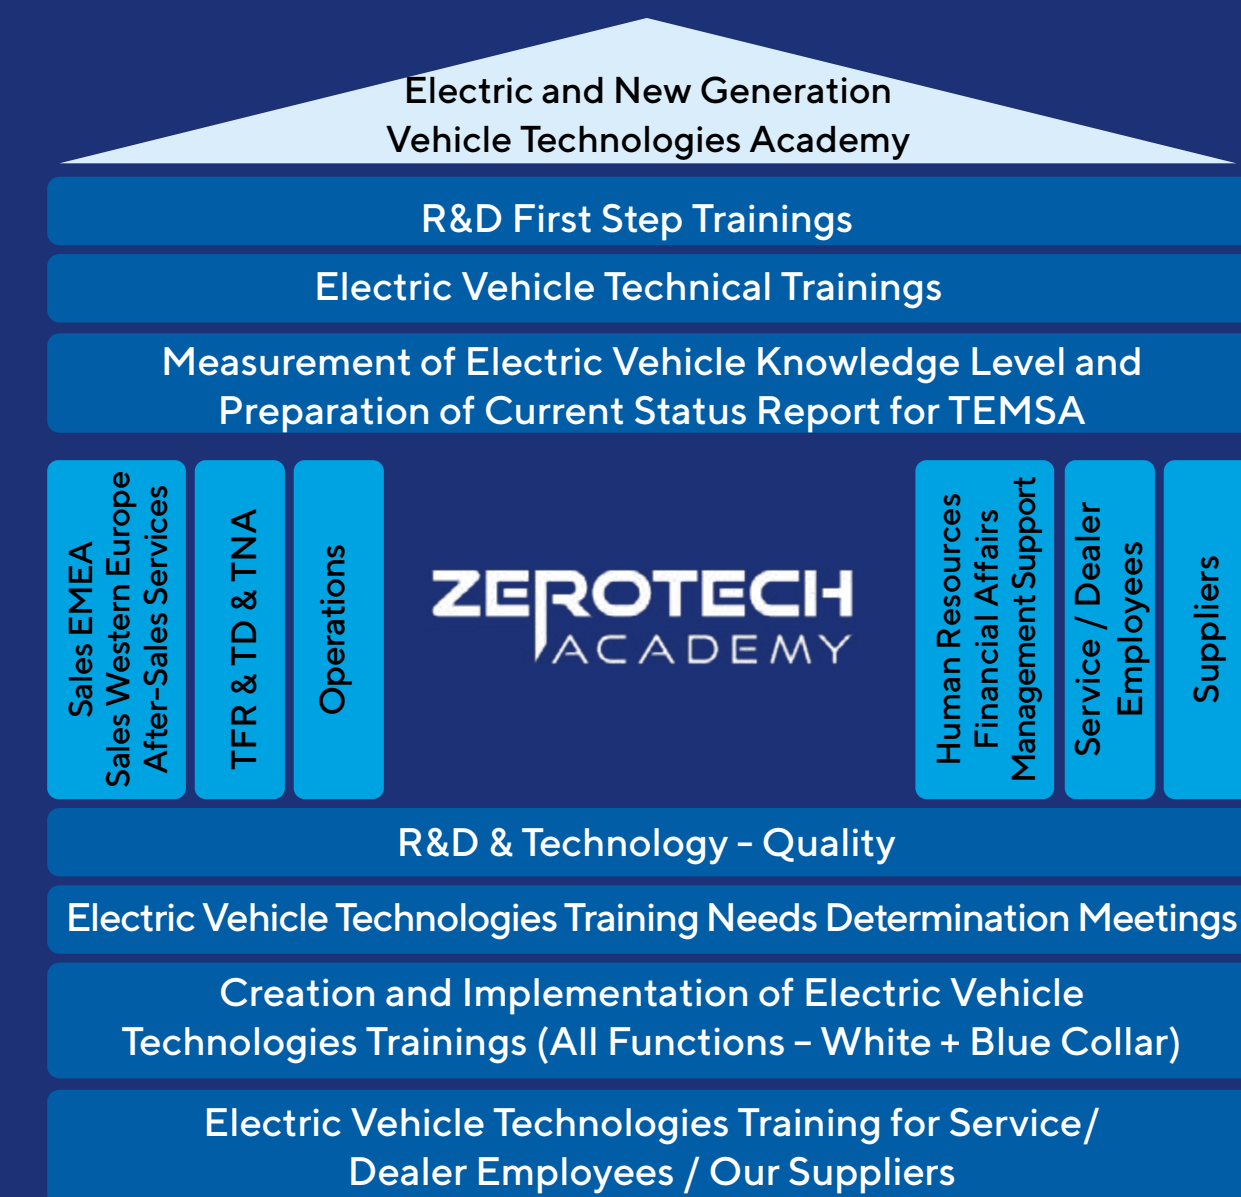 Electric and New Generation
Vehicle Technologies Academy
R&D First Step Trainings
Electric Vehicle Technical Trainings
Measurement of Electric Vehicle Knowledge Level and
Preparation of Current Status Report for TEMSA
Sales EMEA
Sales Western Europe
After-Sales Services
TFR & TD & TNA
Operations
ZEROTECH
ACADEMY
Human Resources
Financial Affairs
Management Support
Service / Dealer
Employees
Suppliers
R&D & Technology - Quality
Electric Vehicle Technologies Training Needs Determination Meetings
Creation and Implementation of Electric Vehicle
Technologies Trainings (All Functions – White + Blue Collar)
Electric Vehicle Technologies Training for Service/
Dealer Employees / Our Suppliers